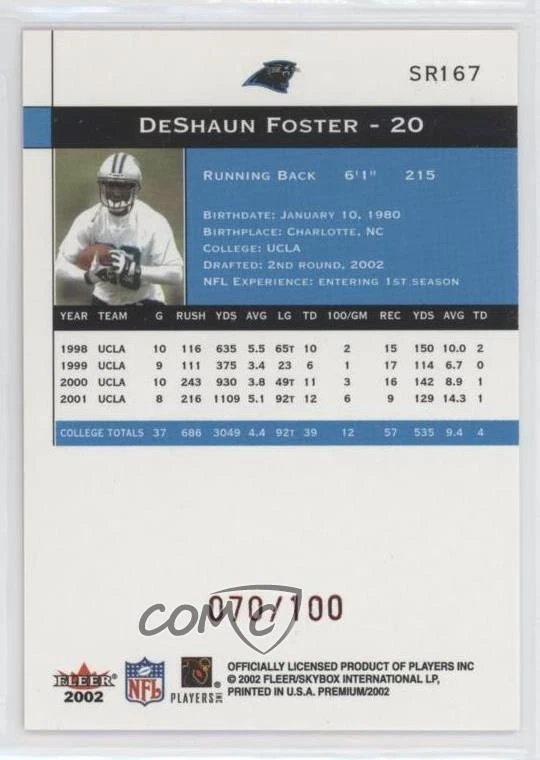 SR167
DeShaun Foster - 20
Running Back 6'1" 215
Birthdate: January 10, 1980
Birthplace: Charlotte, NC
College: UCLA
Drafted: 2nd round, 2002
NFL Experience: entering 1st season
YEAR TEAM G RUSH YDS AVG LG TD 100/GM REC YDS AVG TD
1998 UCLA 10 116 635 5.5 65T 10 2 15 150 10.0 2
1999 UCLA 9 111 375 3.4 23 6 1 17 114 6.7 0
2000 UCLA 10 243 930 3.8 49T 11 3 16 142 8.9 1
2001 UCLA 8 216 1109 5.1 92T 12 6 9 129 14.3 1
COLLEGE TOTALS 37 686 3049 4.4 92T 39 12 57 535 9.4 4
070/100
COMC
FLEER
2002
NFL
PLAYERS INC
OFFICIALLY LICENSED PRODUCT OF PLAYERS INC
© 2002 FLEER/SKYBOX INTERNATIONAL LP,
PRINTED IN U.S.A. PREMIUM/2002